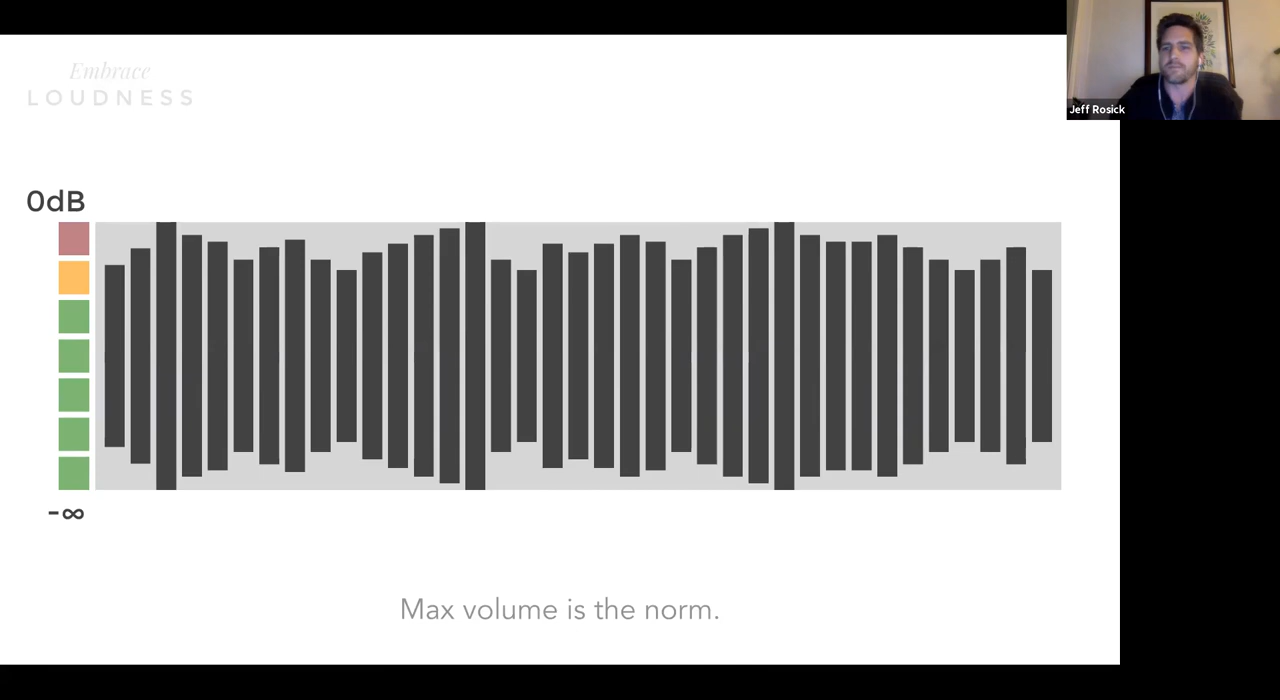 Embrace
LOUDNESS
Jeff Rosick
0dB
-∞
Max volume is the norm.